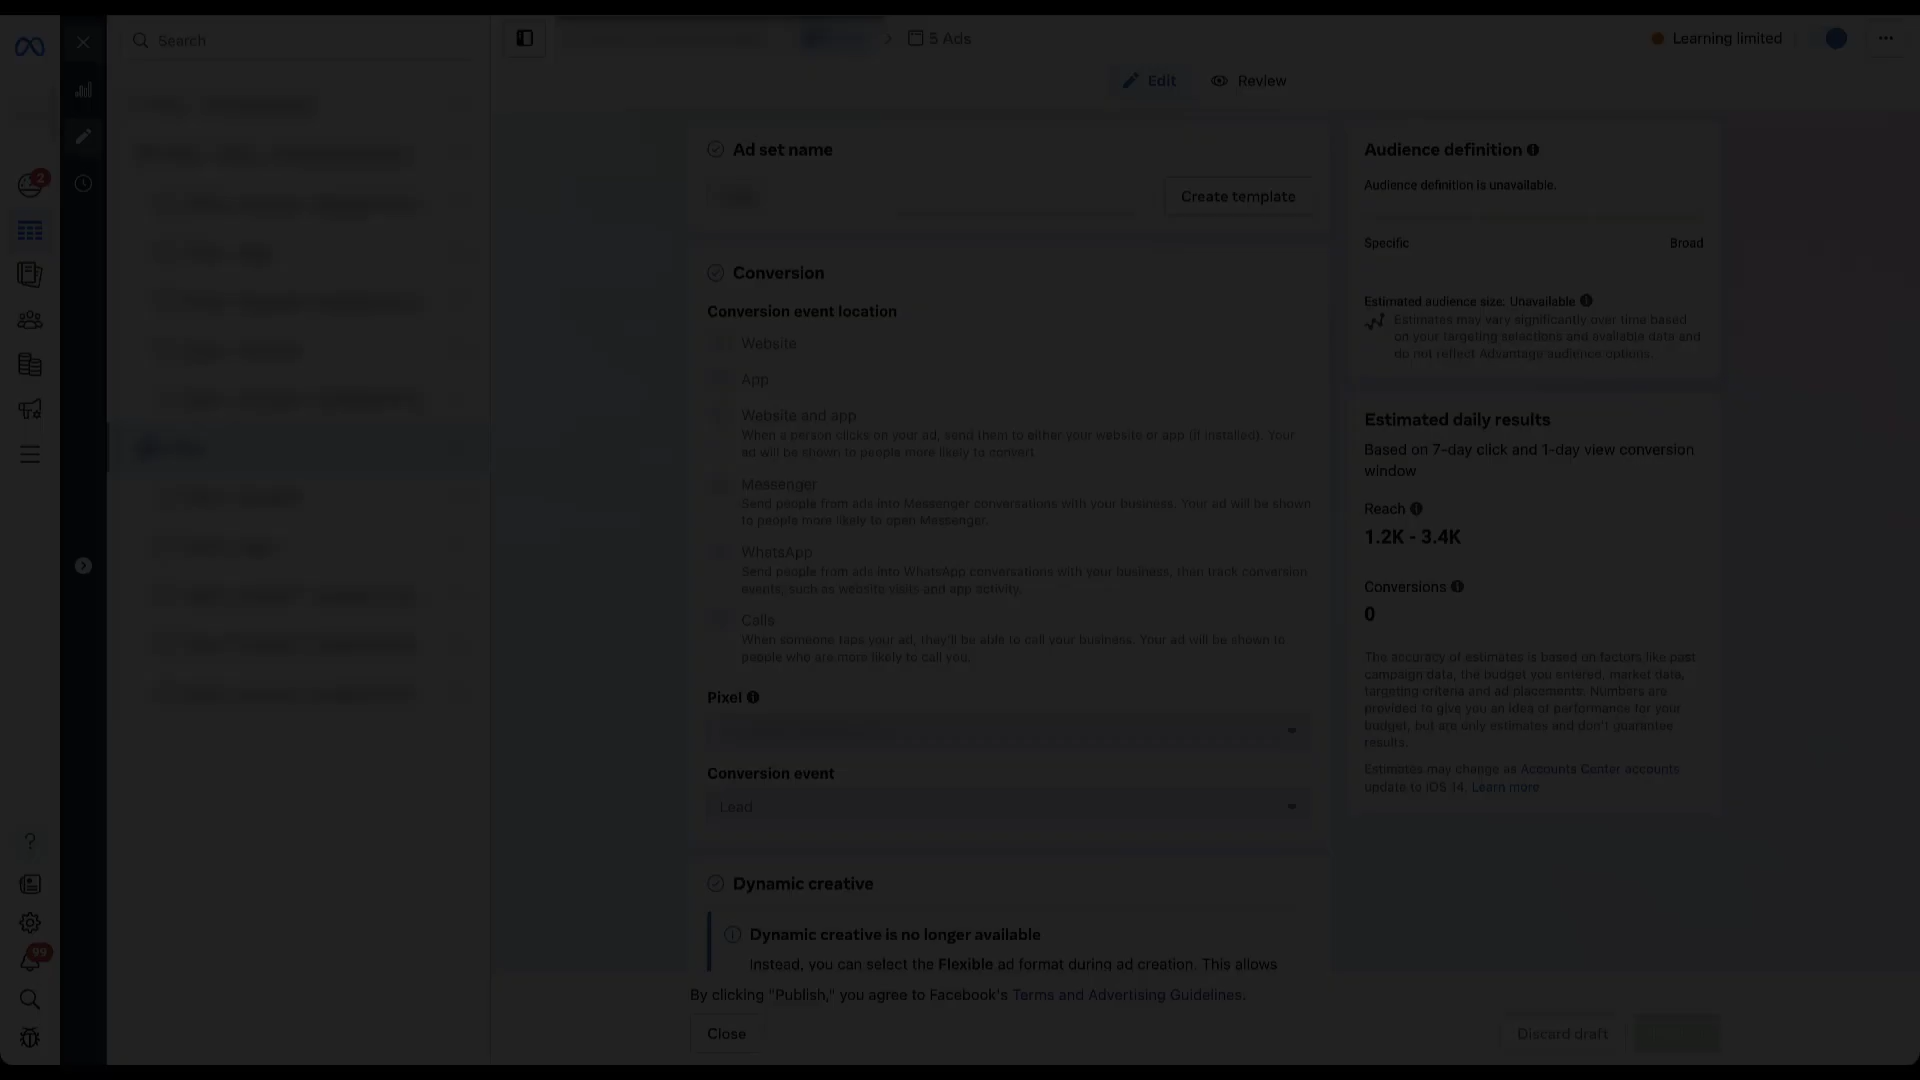 Search
5 Ads
Learning limited
Edit
Review
Ad set name
Create template
Conversion
Conversion event location
Website
App
Website and app
When a person clicks on your ad, send them to either your website or app (if installed). Your
ad will be shown to people more likely to convert.
Messenger
Send people from ads into Messenger conversations with your business. Your ad will be shown
to people more likely to open Messenger.
WhatsApp
Send people from ads into WhatsApp conversations with your business, then track conversion
events, such as website visits and app activity.
Calls
When someone taps your ad, they'll be able to call your business. Your ad will be shown to
people who are more likely to call you.
Pixel
Conversion event
Lead
Dynamic creative
Dynamic creative is no longer available
Instead, you can select the Flexible ad format during ad creation. This allows
By clicking "Publish," you agree to Facebook's Terms and Advertising Guidelines.
Close
Discard draft
Audience definition
Audience definition is unavailable.
Specific
Broad
Estimated audience size: Unavailable
Estimates may vary significantly over time based
on your targeting selections and available data and
do not reflect Advantage audience options.
Estimated daily results
Based on 7-day click and 1-day view conversion
window
Reach
1.2K - 3.4K
Conversions
0
The accuracy of estimates is based on factors like past
campaign data, the budget you entered, market data,
targeting criteria and ad placements. Numbers are
provided to give you an idea of performance for your
budget, but are only estimates and don't guarantee
results.
Estimates may change as Accounts Center accounts
update to iOS 14. Learn more
2
99